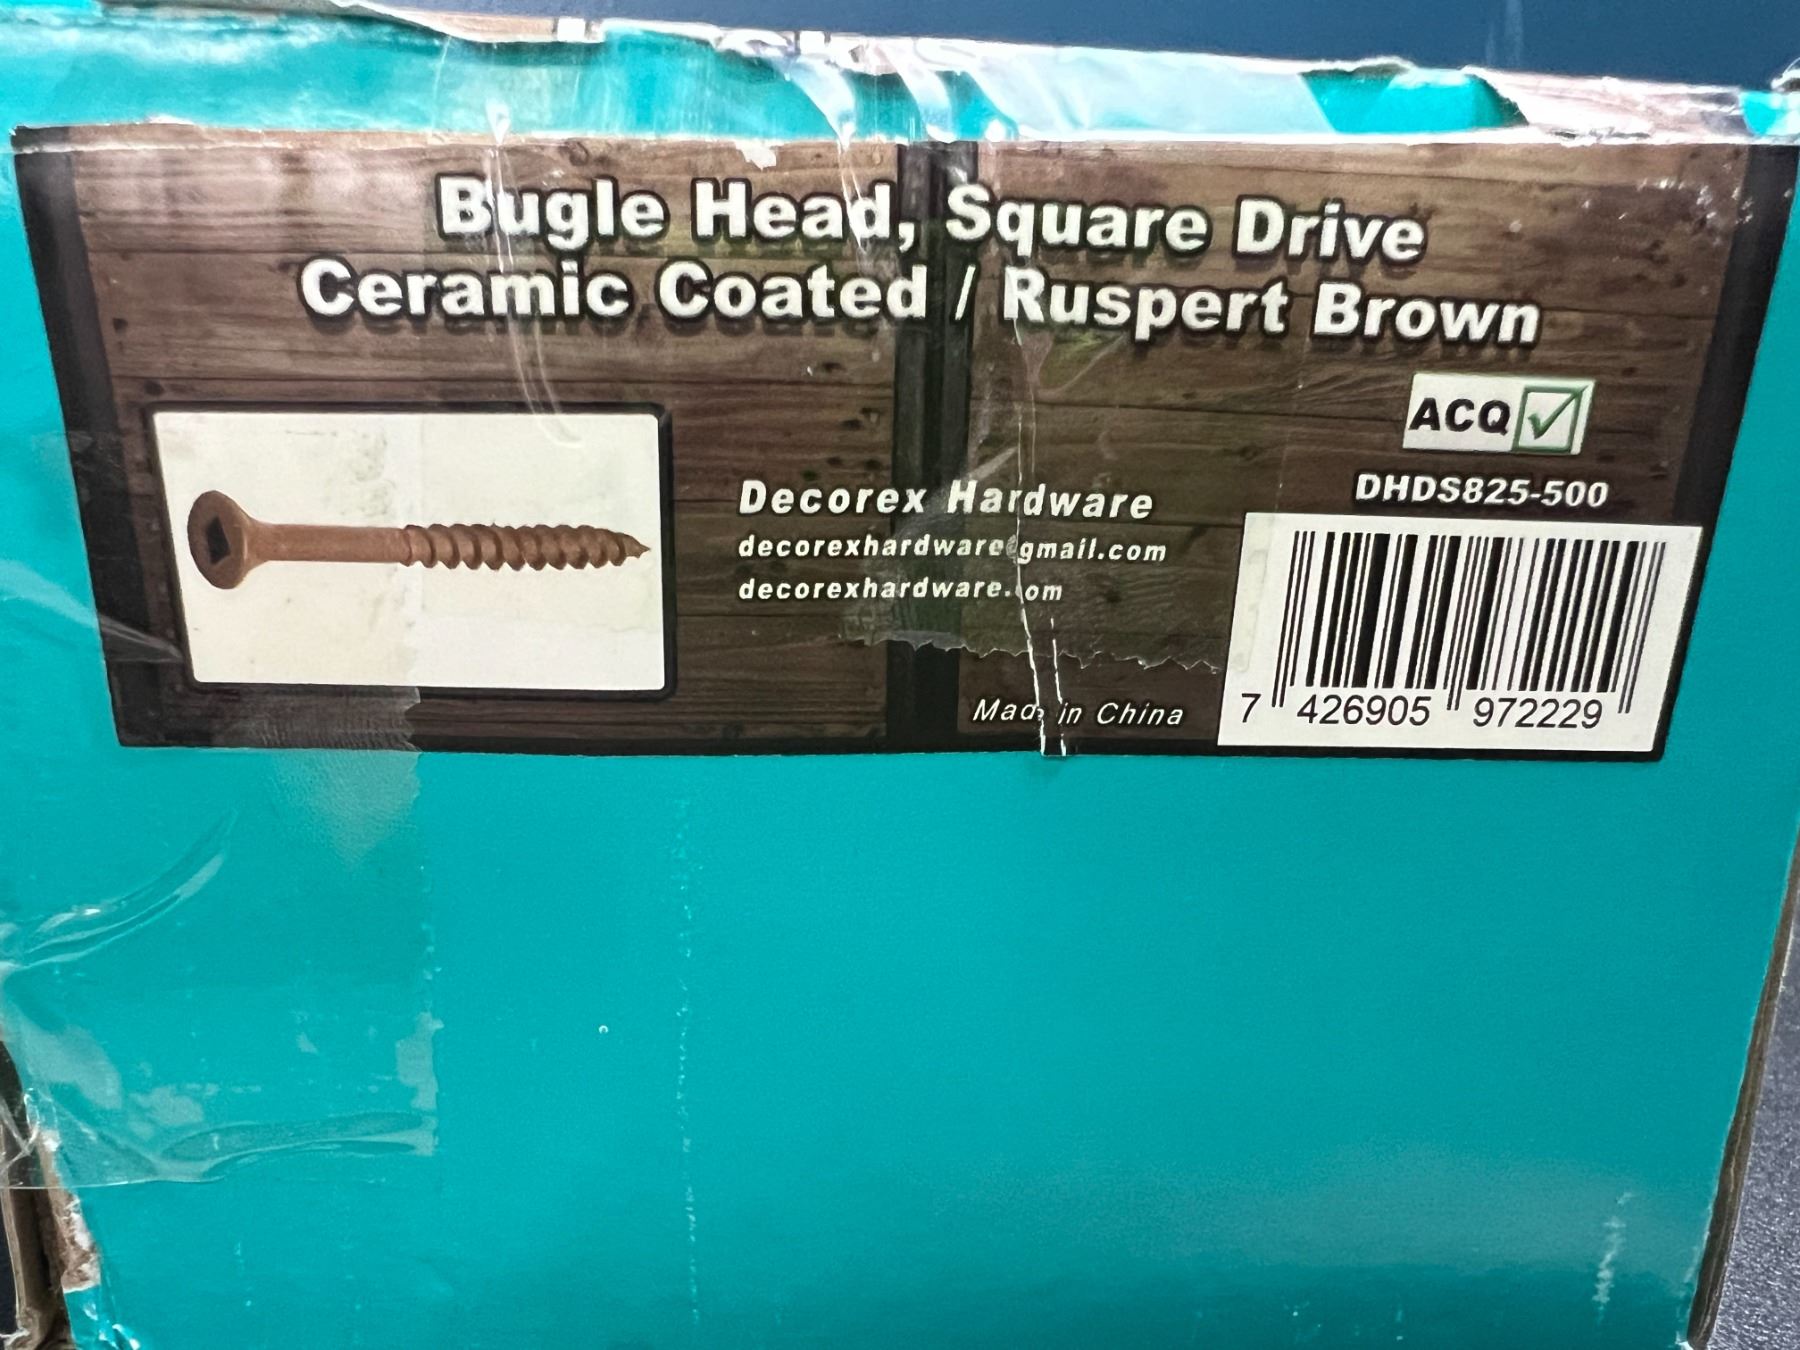 Bugle Head, Square Drive
Ceramic Coated / Ruspert Brown
ACQ
DHDS825-500
Decorex Hardware
decorexhardware@gmail.com
decorexhardware.com
Made in China
7 426905 972229